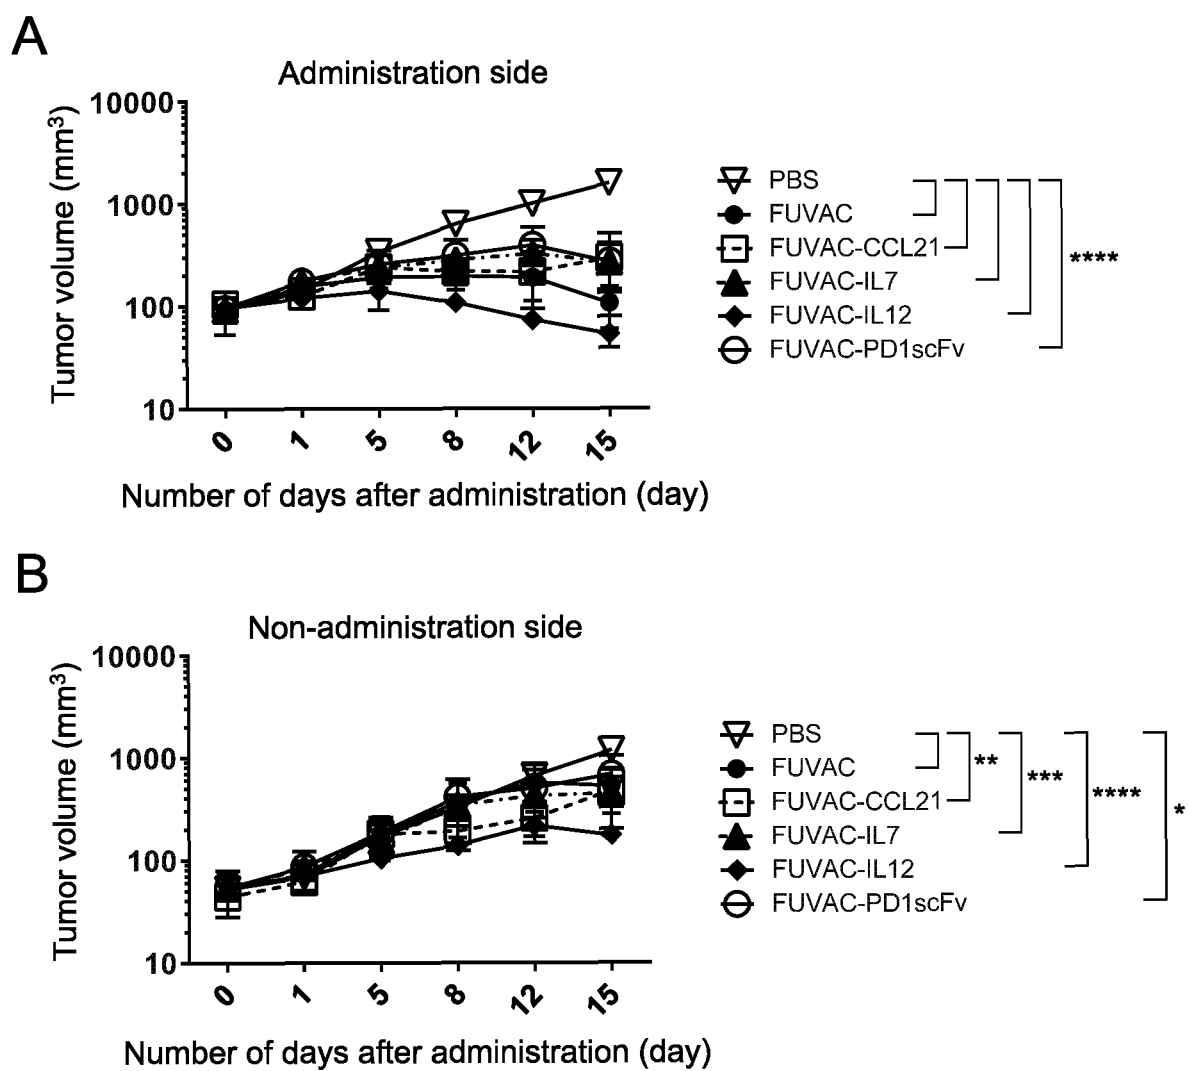 A
Administration side
Tumor volume (mm3)
10000
1000
100
10
0 1 5 8 12 15
Number of days after administration (day)
PBS
FUVAC
FUVAC-CCL21
FUVAC-IL7
FUVAC-IL12
FUVAC-PD1scFv
****
B
Non-administration side
Tumor volume (mm3)
10000
1000
100
10
0 1 5 8 12 15
Number of days after administration (day)
PBS
FUVAC
FUVAC-CCL21
FUVAC-IL7
FUVAC-IL12
FUVAC-PD1scFv
** *** **** *